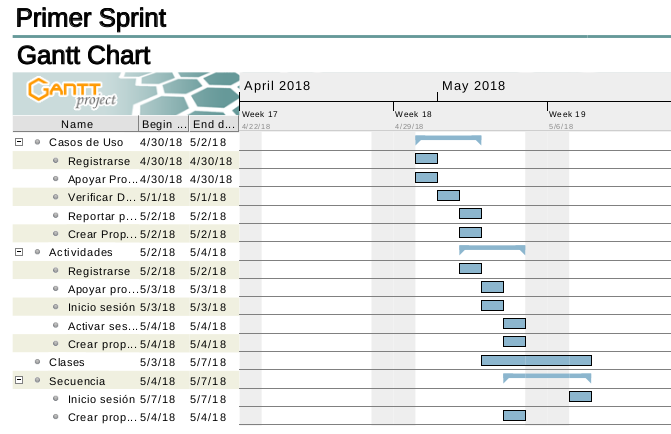 Primer Sprint
Gantt Chart
GANTT project
April 2018 May 2018
Week 17 Week 18 Week 19
4/22/18 4/29/18 5/6/18
Name Begin ... End d...
Casos de Uso 4/30/18 5/2/18
Registrarse 4/30/18 4/30/18
Apoyar Pro... 4/30/18 4/30/18
Verificar D... 5/1/18 5/1/18
Reportar p... 5/2/18 5/2/18
Crear Prop... 5/2/18 5/2/18
Actividades 5/2/18 5/4/18
Registrarse 5/2/18 5/2/18
Apoyar pro... 5/3/18 5/3/18
Inicio sesión 5/3/18 5/3/18
Activar ses... 5/4/18 5/4/18
Crear prop... 5/4/18 5/4/18
Clases 5/3/18 5/7/18
Secuencia 5/4/18 5/7/18
Inicio sesión 5/7/18 5/7/18
Crear prop... 5/4/18 5/4/18